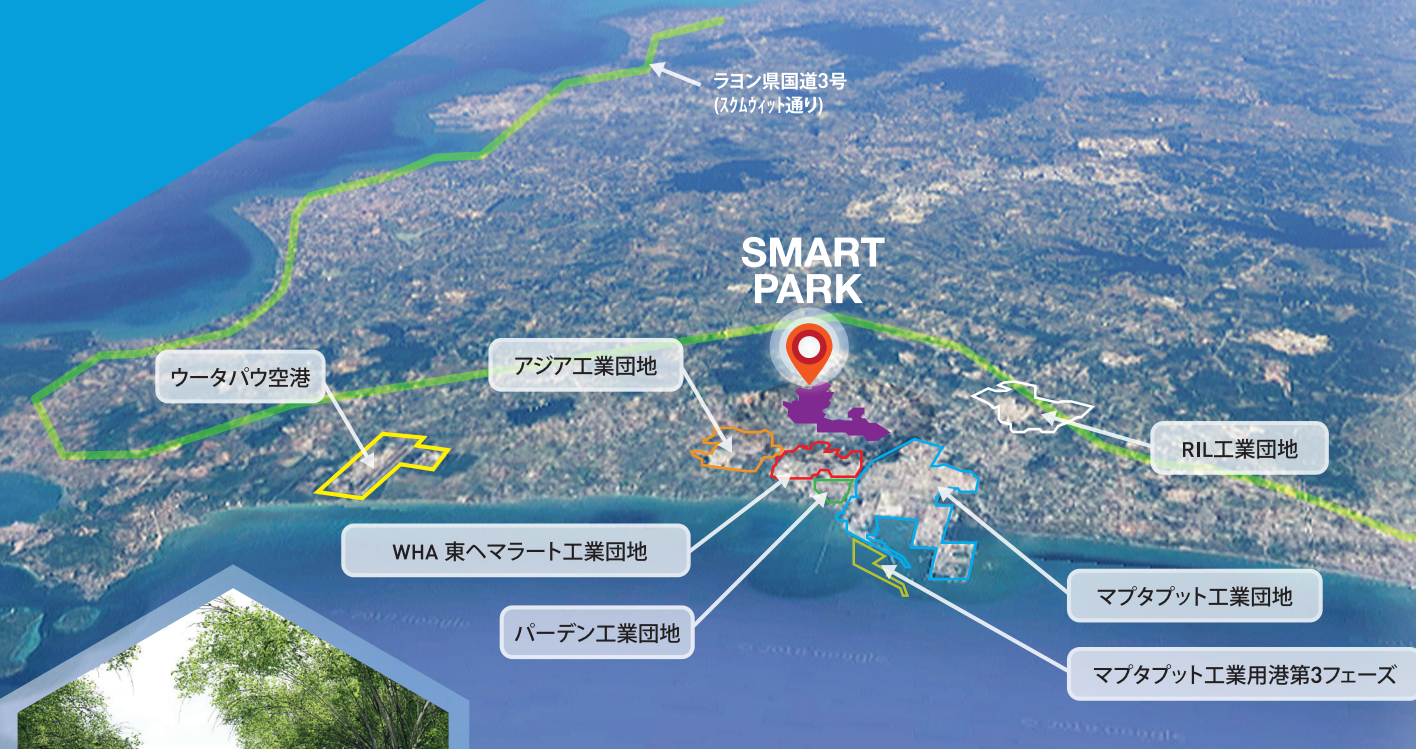 ラヨン県国道3号
(スクムウィット通り)
SMART
PARK
ウータパウ空港
アジア工業団地
RIL工業団地
WHA 東ヘマラート工業団地
マプタプット工業団地
パーデン工業団地
マプタプット工業用港第3フェーズ